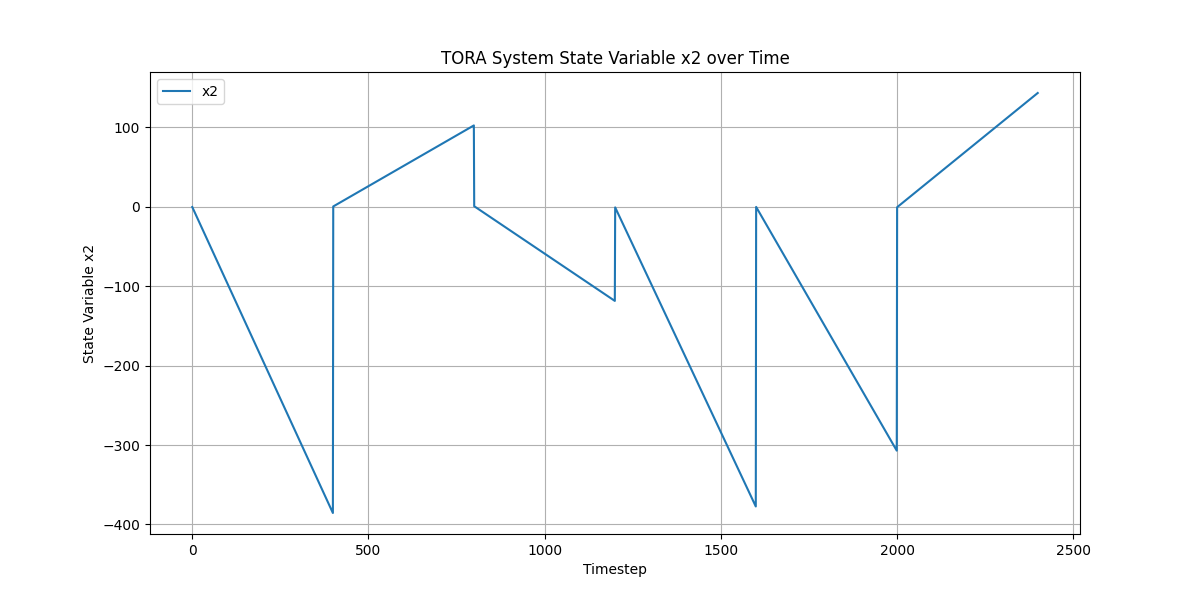 TORA System State Variable x2 over Time
x2
State Variable x2
100
0
−100
−200
−300
−400
0 500 1000 1500 2000 2500
Timestep